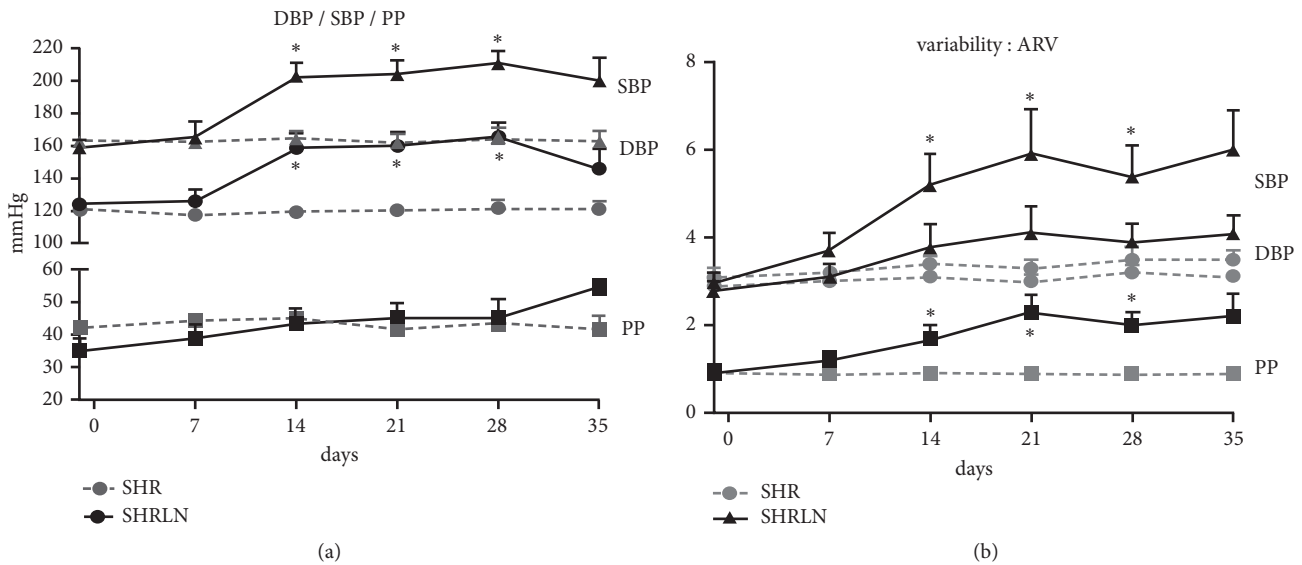 DBP / SBP / PP
220
200
180
160
140
120
100
60
50
40
30
20
mmHg
*
*
*
*
*
*
SBP
DBP
PP
0 7 14 21 28 35
days
SHR
SHRLN
(a)
variability : ARV
8
6
4
2
0
*
*
*
*
*
*
SBP
DBP
PP
0 7 14 21 28 35
days
SHR
SHRLN
(b)